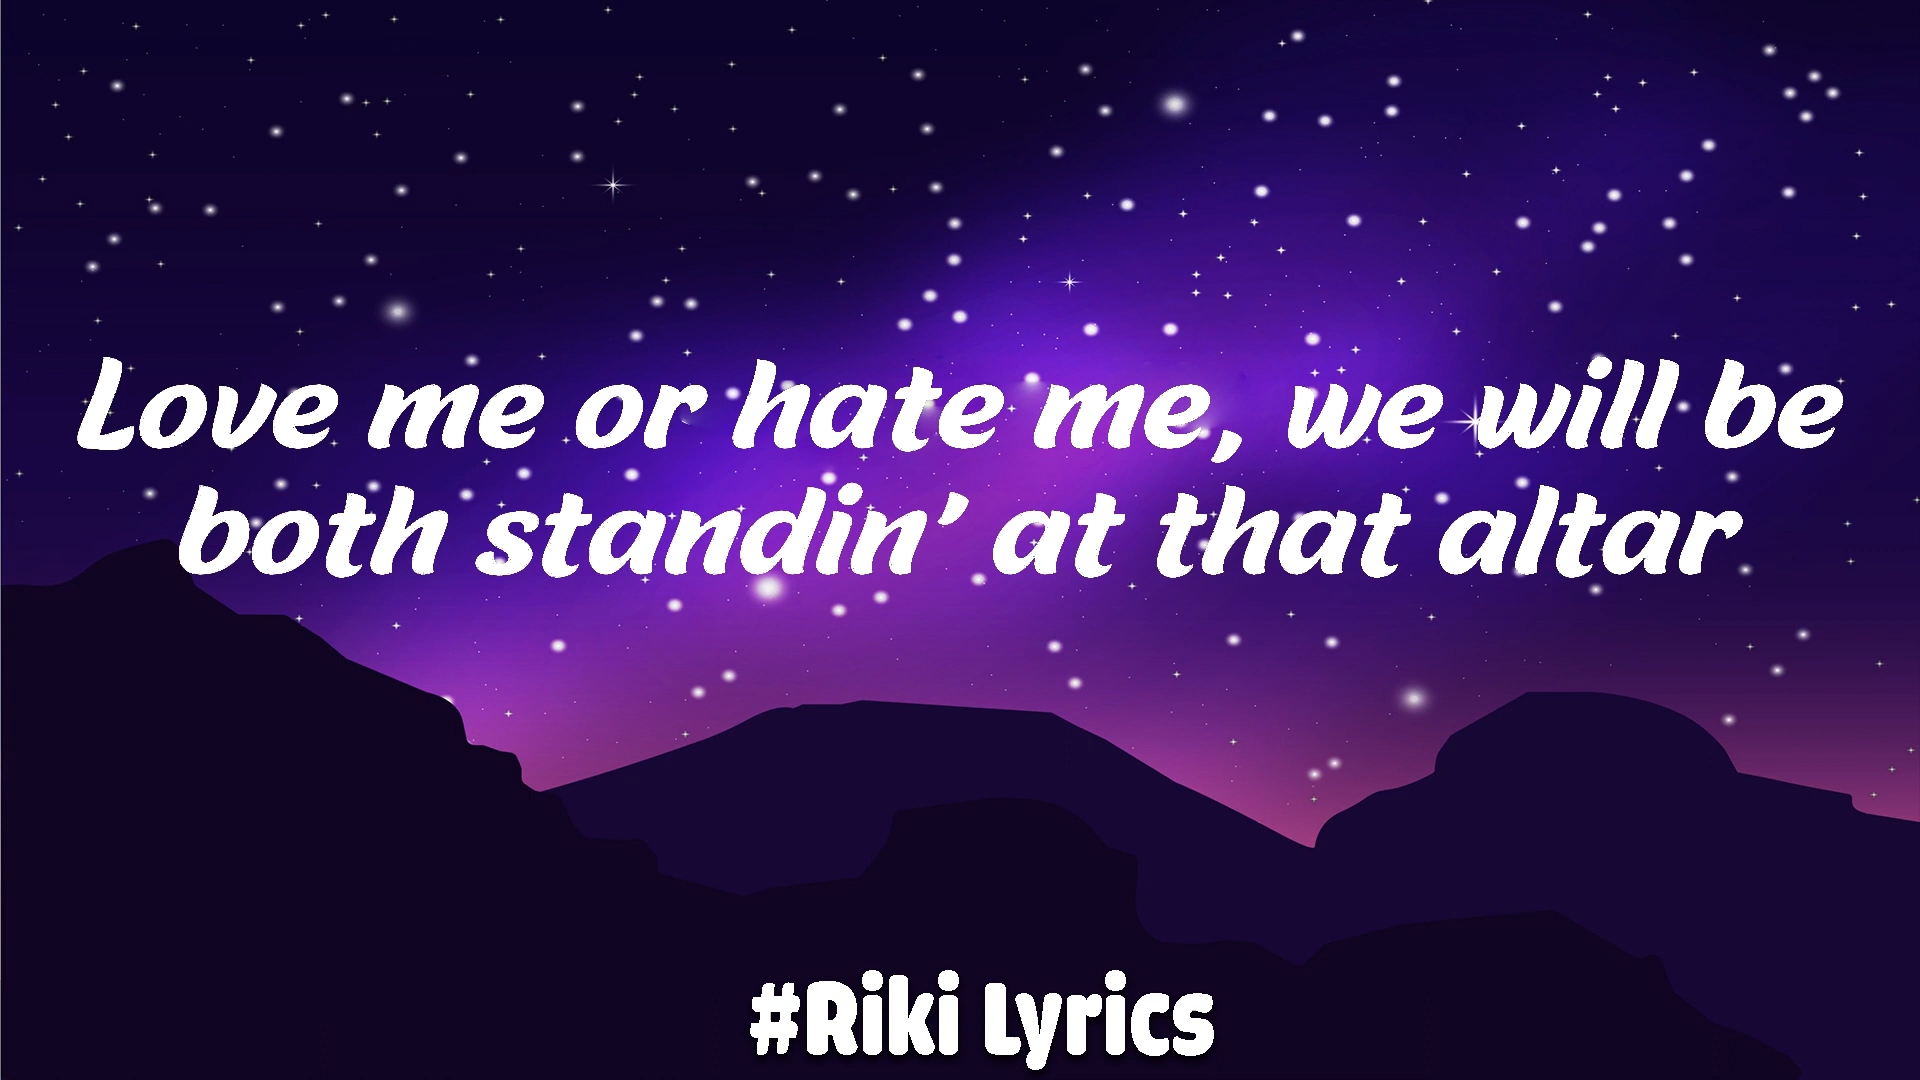 Love me or hate me, we will be
both standin' at that altar
#Riki Lyrics